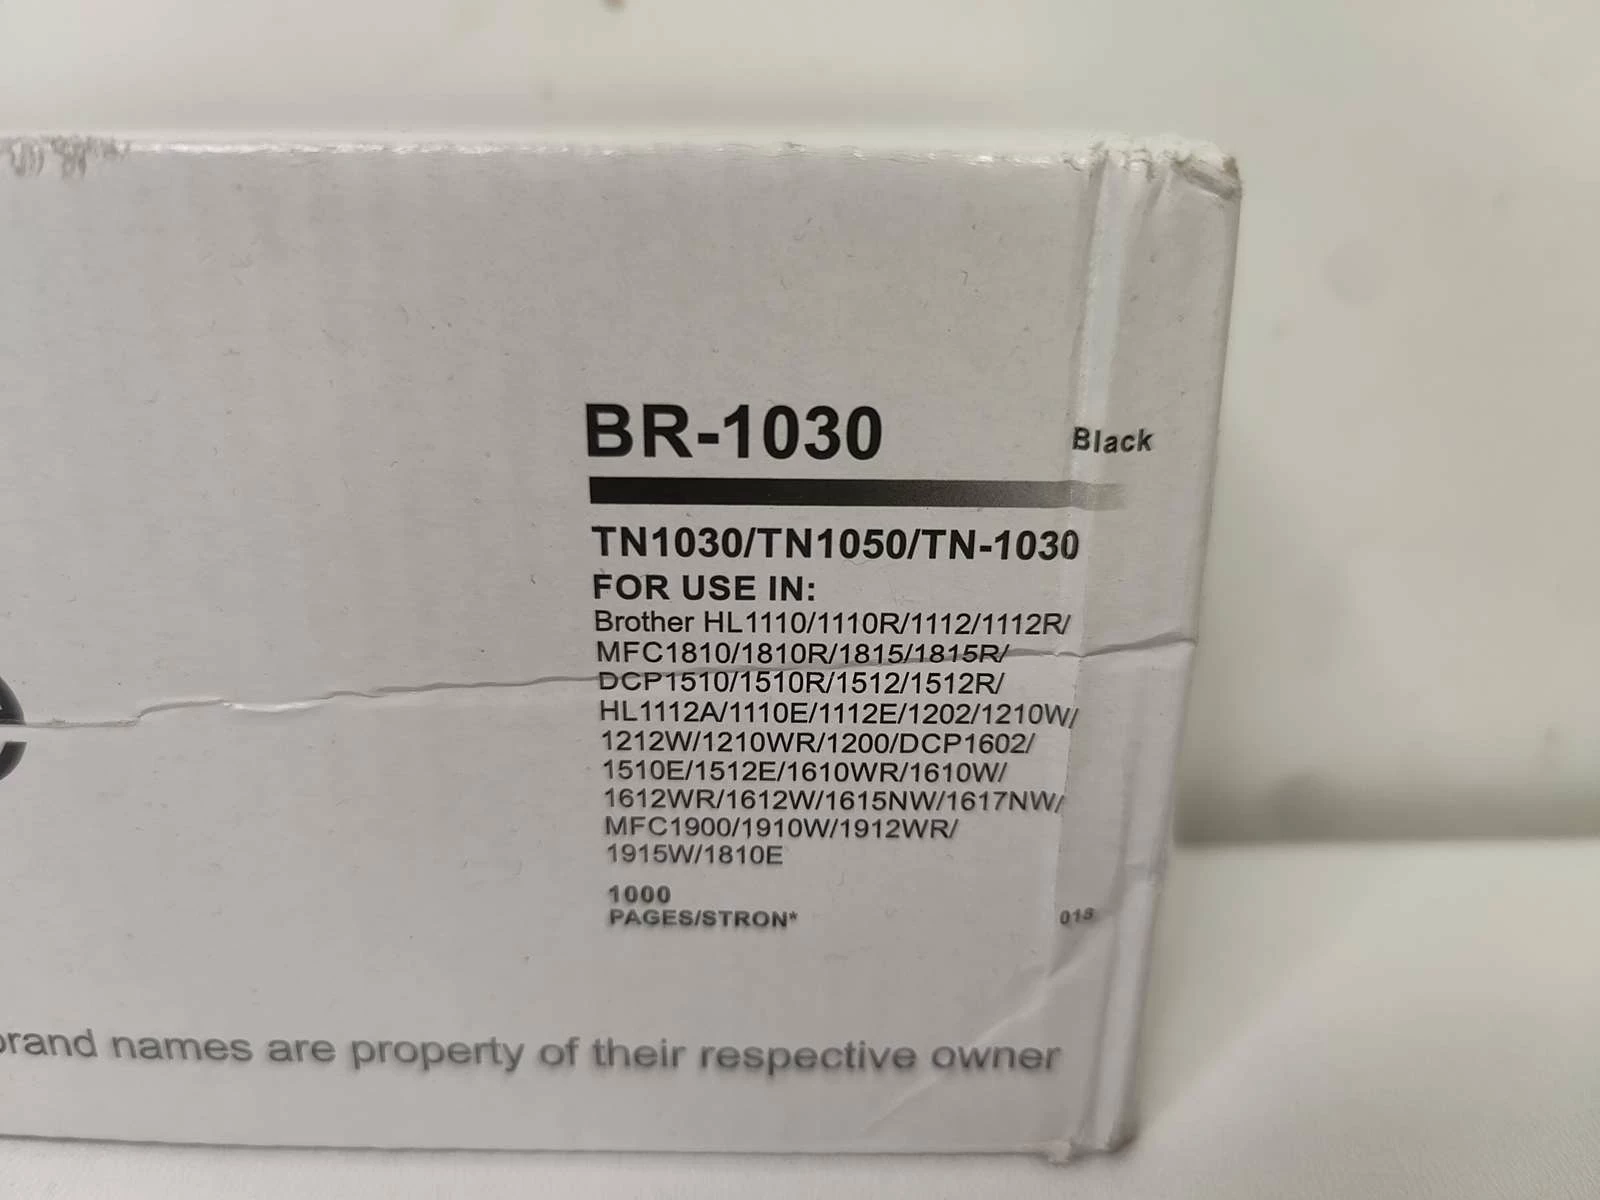 BR-1030
Black
TN1030/TN1050/TN-1030
FOR USE IN:
Brother HL1110/1110R/1112/1112R/
MFC1810/1810R/1815/1815R/
DCP1510/1510R/1512/1512R/
HL1112A/1110E/1112E/1202/1210W/
1212W/1210WR/1200/DCP1602/
1510E/1512E/1610WR/1610W/
1612WR/1612W/1615NW/1617NW/
MFC1900/1910W/1912WR/
1915W/1810E
1000
PAGES/STRON*
brand names are property of their respective owner